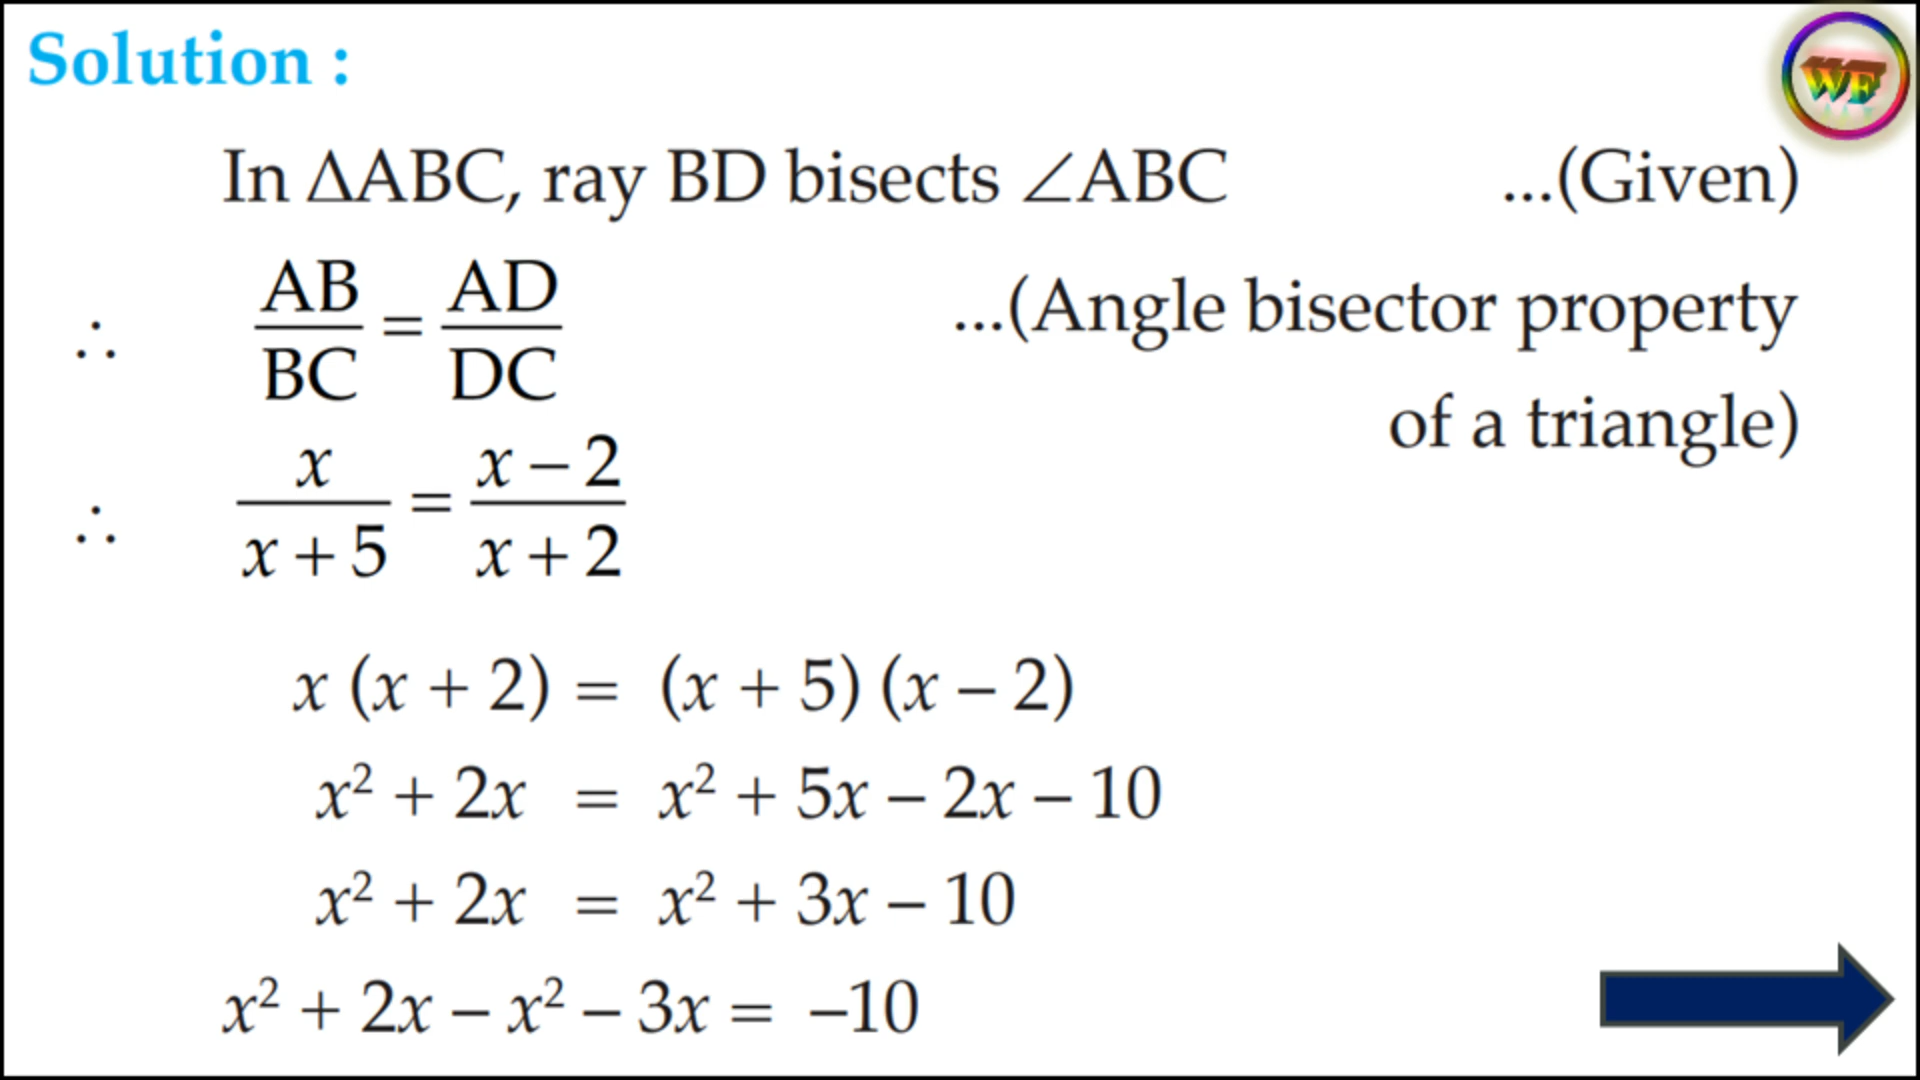 Solution :
WE
In ΔABC, ray BD bisects ∠ABC ...(Given)
∴ AB/BC = AD/DC ...(Angle bisector property
of a triangle)
∴ x/(x + 5) = (x – 2)/(x + 2)
x (x + 2) = (x + 5) (x – 2)
x² + 2x = x² + 5x – 2x – 10
x² + 2x = x² + 3x – 10
x² + 2x – x² – 3x = –10